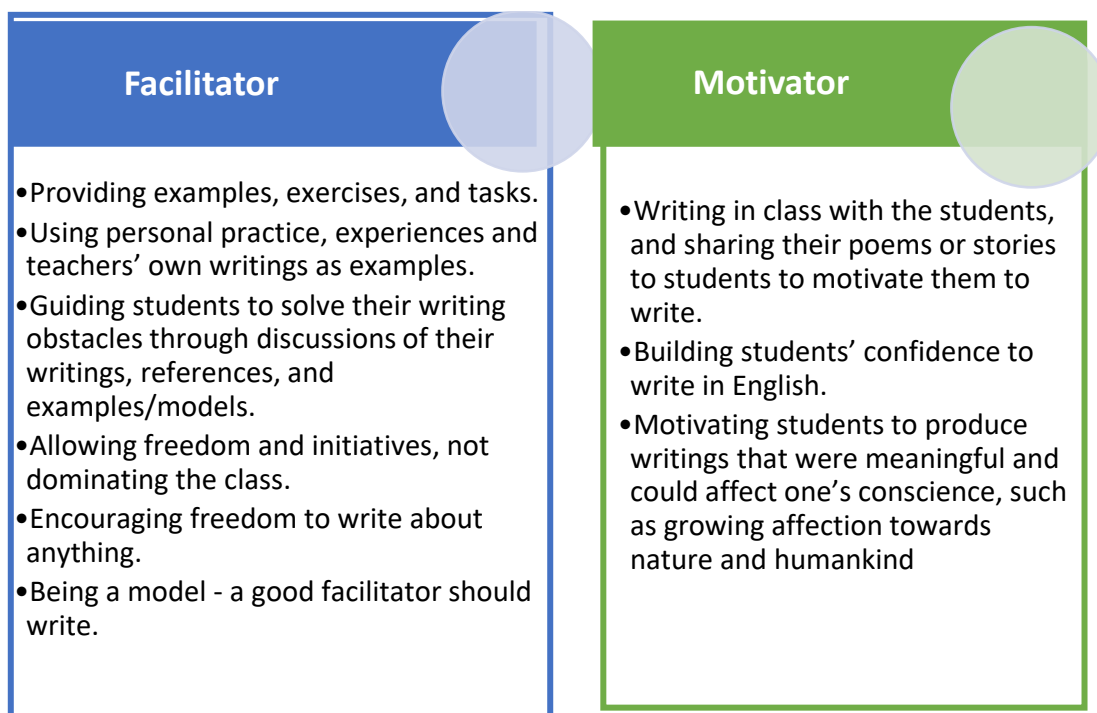 Facilitator
•Providing examples, exercises, and tasks.
•Using personal practice, experiences and
teachers’ own writings as examples.
•Guiding students to solve their writing
obstacles through discussions of their
writings, references, and
examples/models.
•Allowing freedom and initiatives, not
dominating the class.
•Encouraging freedom to write about
anything.
•Being a model - a good facilitator should
write.
Motivator
•Writing in class with the students,
and sharing their poems or stories
to students to motivate them to
write.
•Building students’ confidence to
write in English.
•Motivating students to produce
writings that were meaningful and
could affect one’s conscience, such
as growing affection towards
nature and humankind